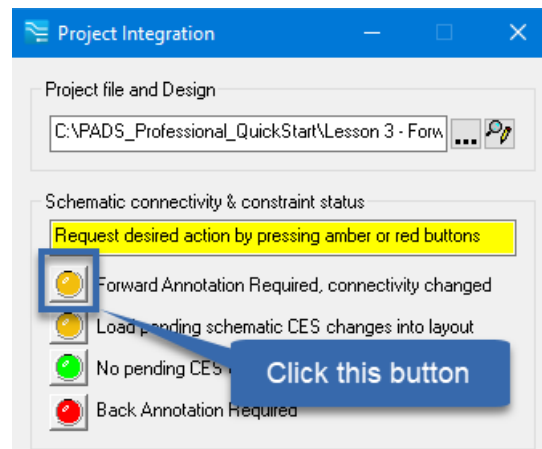 Project Integration
Project file and Design
C:\PADS_Professional_QuickStart\Lesson 3 - Forw
...
Schematic connectivity & constraint status
Request desired action by pressing amber or red buttons
Forward Annotation Required, connectivity changed
Load pending schematic CES changes into layout
No pending CES
Click this button
Back Annotation Required